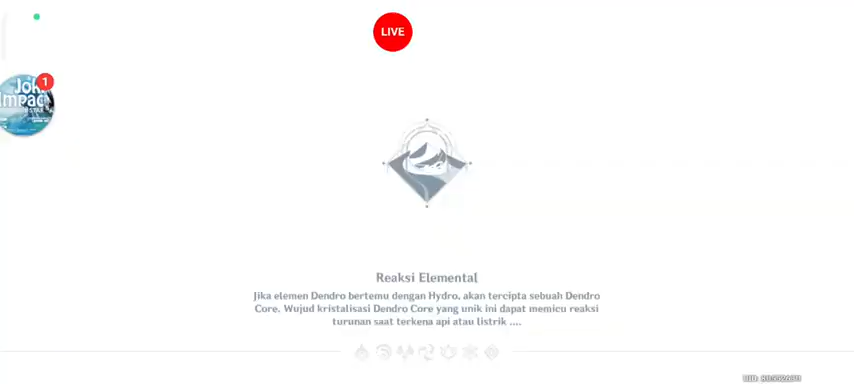 LIVE
1
Reaksi Elemental
Jika elemen Dendro bertemu dengan Hydro, akan tercipta sebuah Dendro
Core. Wujud kristalisasi Dendro Core yang unik ini dapat memicu reaksi
turunan saat terkena api atau listrik ....